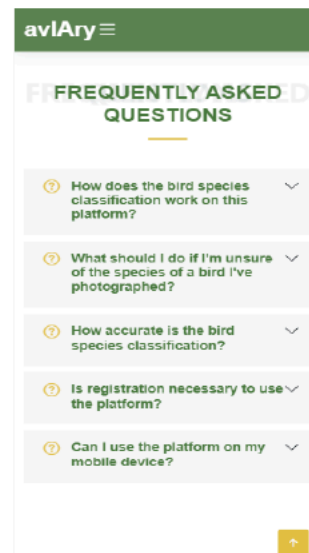 avIAry
FREQUENTLY ASKED
FREQUENTLY ASKED
QUESTIONS
How does the bird species
classification work on this
platform?
What should I do if I'm unsure
of the species of a bird I've
photographed?
How accurate is the bird
species classification?
Is registration necessary to use
the platform?
Can I use the platform on my
mobile device?